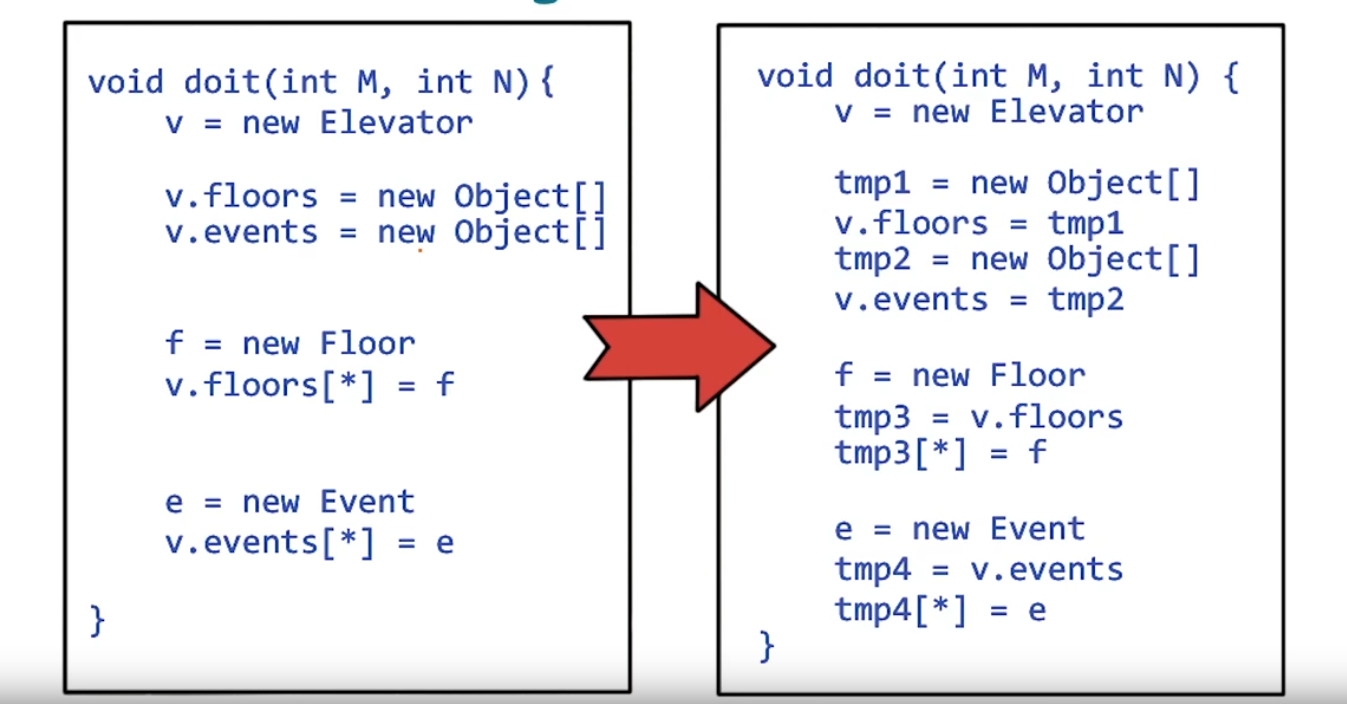 void doit(int M, int N){
v = new Elevator
v.floors = new Object[]
v.events = new Object[]
f = new Floor
v.floors[*] = f
e = new Event
v.events[*] = e
}
void doit(int M, int N) {
v = new Elevator
tmp1 = new Object[]
v.floors = tmp1
tmp2 = new Object[]
v.events = tmp2
f = new Floor
tmp3 = v.floors
tmp3[*] = f
e = new Event
tmp4 = v.events
tmp4[*] = e
}